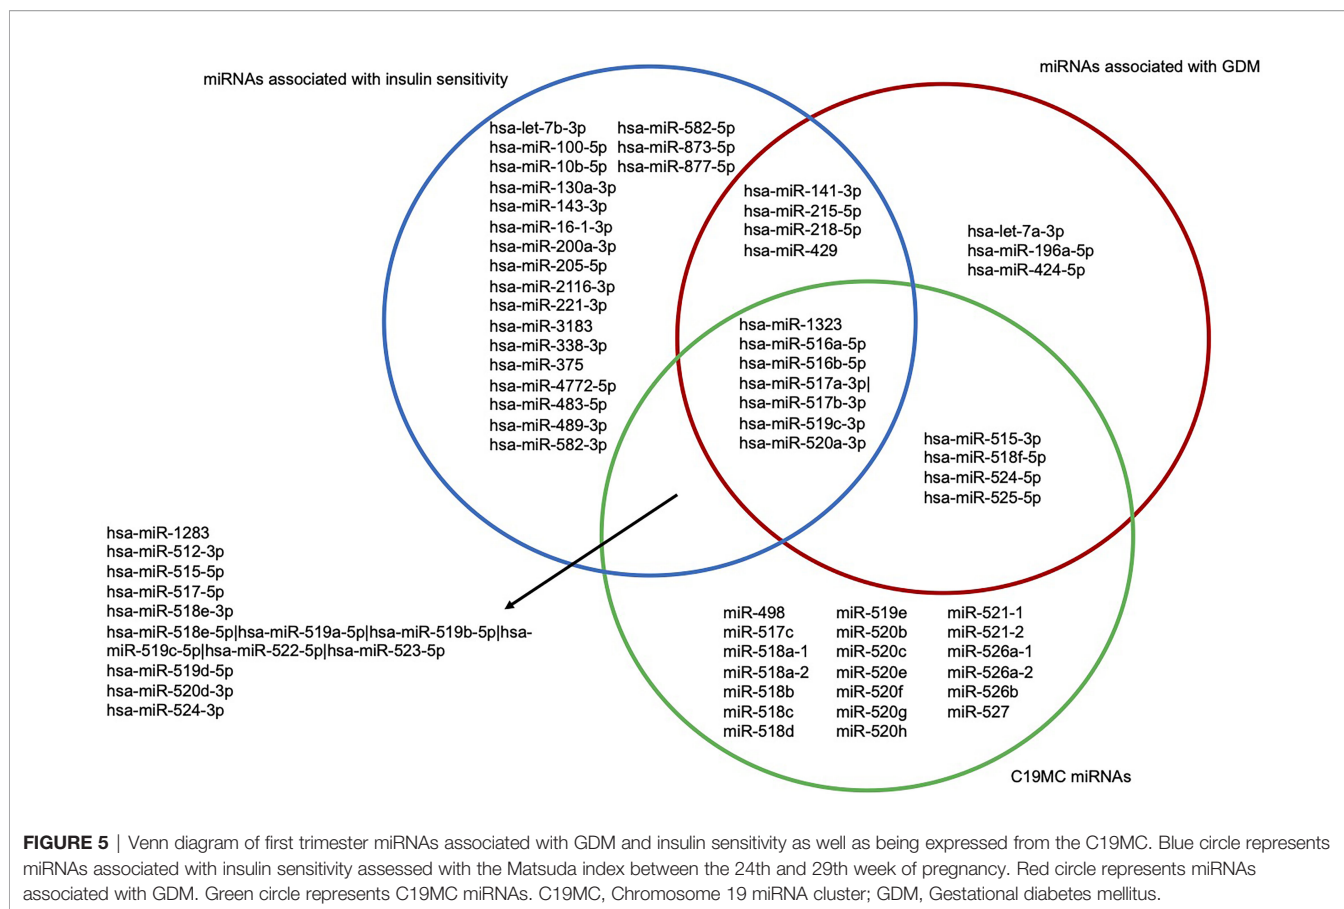 miRNAs associated with insulin sensitivity
miRNAs associated with GDM
hsa-let-7b-3p
hsa-miR-100-5p
hsa-miR-10b-5p
hsa-miR-130a-3p
hsa-miR-143-3p
hsa-miR-16-1-3p
hsa-miR-200a-3p
hsa-miR-205-5p
hsa-miR-2116-3p
hsa-miR-221-3p
hsa-miR-3183
hsa-miR-338-3p
hsa-miR-375
hsa-miR-4772-5p
hsa-miR-483-5p
hsa-miR-489-3p
hsa-miR-582-3p
hsa-miR-582-5p
hsa-miR-873-5p
hsa-miR-877-5p
hsa-miR-141-3p
hsa-miR-215-5p
hsa-miR-218-5p
hsa-miR-429
hsa-let-7a-3p
hsa-miR-196a-5p
hsa-miR-424-5p
hsa-miR-1323
hsa-miR-516a-5p
hsa-miR-516b-5p
hsa-miR-517a-3p|
hsa-miR-517b-3p
hsa-miR-519c-3p
hsa-miR-520a-3p
hsa-miR-515-3p
hsa-miR-518f-5p
hsa-miR-524-5p
hsa-miR-525-5p
hsa-miR-1283
hsa-miR-512-3p
hsa-miR-515-5p
hsa-miR-517-5p
hsa-miR-518e-3p
hsa-miR-518e-5p|hsa-miR-519a-5p|hsa-miR-519b-5p|hsa-
miR-519c-5p|hsa-miR-522-5p|hsa-miR-523-5p
hsa-miR-519d-5p
hsa-miR-520d-3p
hsa-miR-524-3p
miR-498
miR-517c
miR-518a-1
miR-518a-2
miR-518b
miR-518c
miR-518d
miR-519e
miR-520b
miR-520c
miR-520e
miR-520f
miR-520g
miR-520h
miR-521-1
miR-521-2
miR-526a-1
miR-526a-2
miR-526b
miR-527
C19MC miRNAs
FIGURE 5 | Venn diagram of first trimester miRNAs associated with GDM and insulin sensitivity as well as being expressed from the C19MC. Blue circle represents
miRNAs associated with insulin sensitivity assessed with the Matsuda index between the 24th and 29th week of pregnancy. Red circle represents miRNAs
associated with GDM. Green circle represents C19MC miRNAs. C19MC, Chromosome 19 miRNA cluster; GDM, Gestational diabetes mellitus.